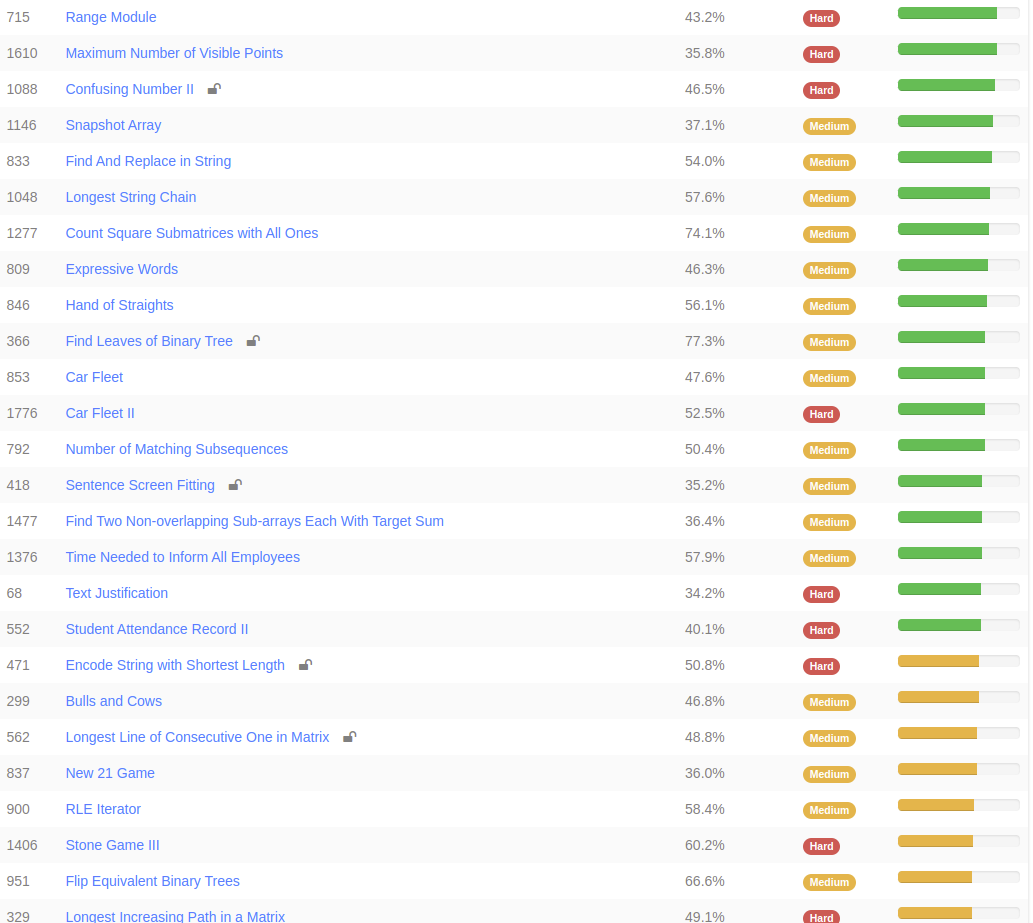 715 Range Module 43.2% Hard
1610 Maximum Number of Visible Points 35.8% Hard
1088 Confusing Number II 46.5% Hard
1146 Snapshot Array 37.1% Medium
833 Find And Replace in String 54.0% Medium
1048 Longest String Chain 57.6% Medium
1277 Count Square Submatrices with All Ones 74.1% Medium
809 Expressive Words 46.3% Medium
846 Hand of Straights 56.1% Medium
366 Find Leaves of Binary Tree 77.3% Medium
853 Car Fleet 47.6% Medium
1776 Car Fleet II 52.5% Hard
792 Number of Matching Subsequences 50.4% Medium
418 Sentence Screen Fitting 35.2% Medium
1477 Find Two Non-overlapping Sub-arrays Each With Target Sum 36.4% Medium
1376 Time Needed to Inform All Employees 57.9% Medium
68 Text Justification 34.2% Hard
552 Student Attendance Record II 40.1% Hard
471 Encode String with Shortest Length 50.8% Hard
299 Bulls and Cows 46.8% Medium
562 Longest Line of Consecutive One in Matrix 48.8% Medium
837 New 21 Game 36.0% Medium
900 RLE Iterator 58.4% Medium
1406 Stone Game III 60.2% Hard
951 Flip Equivalent Binary Trees 66.6% Medium
329 Longest Increasing Path in a Matrix 49.1% Hard